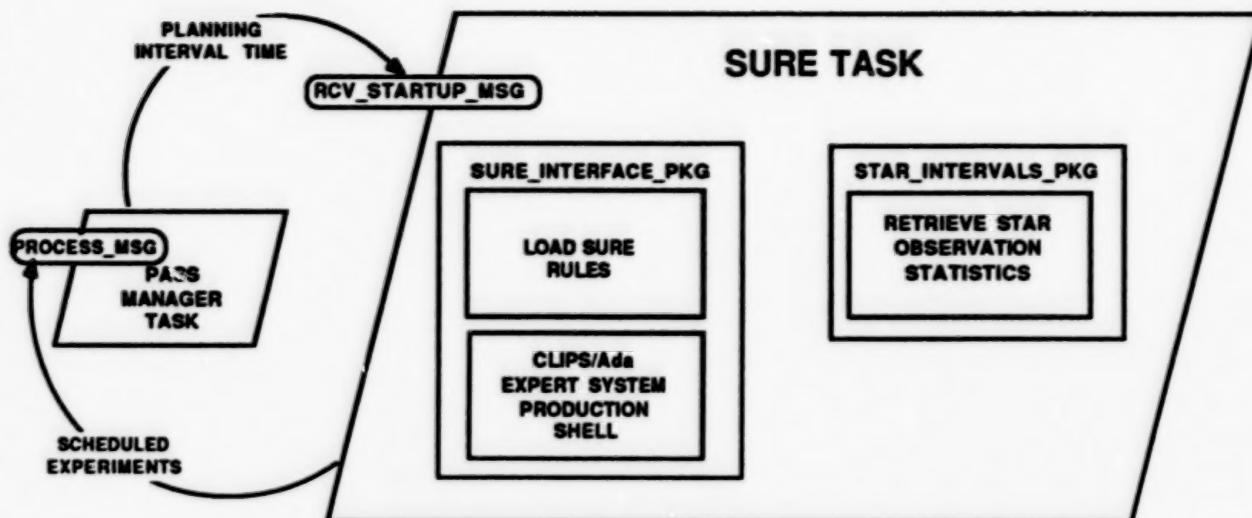 PLANNING
INTERVAL TIME
RCV_STARTUP_MSG
SURE TASK
SURE_INTERFACE_PKG
LOAD SURE
RULES
CLIPS/Ada
EXPERT SYSTEM
PRODUCTION
SHELL
STAR_INTERVALS_PKG
RETRIEVE STAR
OBSERVATION
STATISTICS
PROCESS_MSG
PASS
MANAGER
TASK
SCHEDULED
EXPERIMENTS